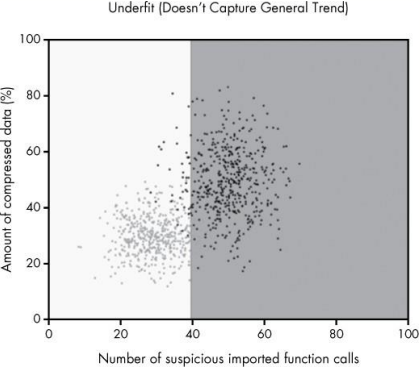 Underfit (Doesn't Capture General Trend)
100
80
60
40
20
0
Amount of compressed data (%)
0 20 40 60 80 100
Number of suspicious imported function calls